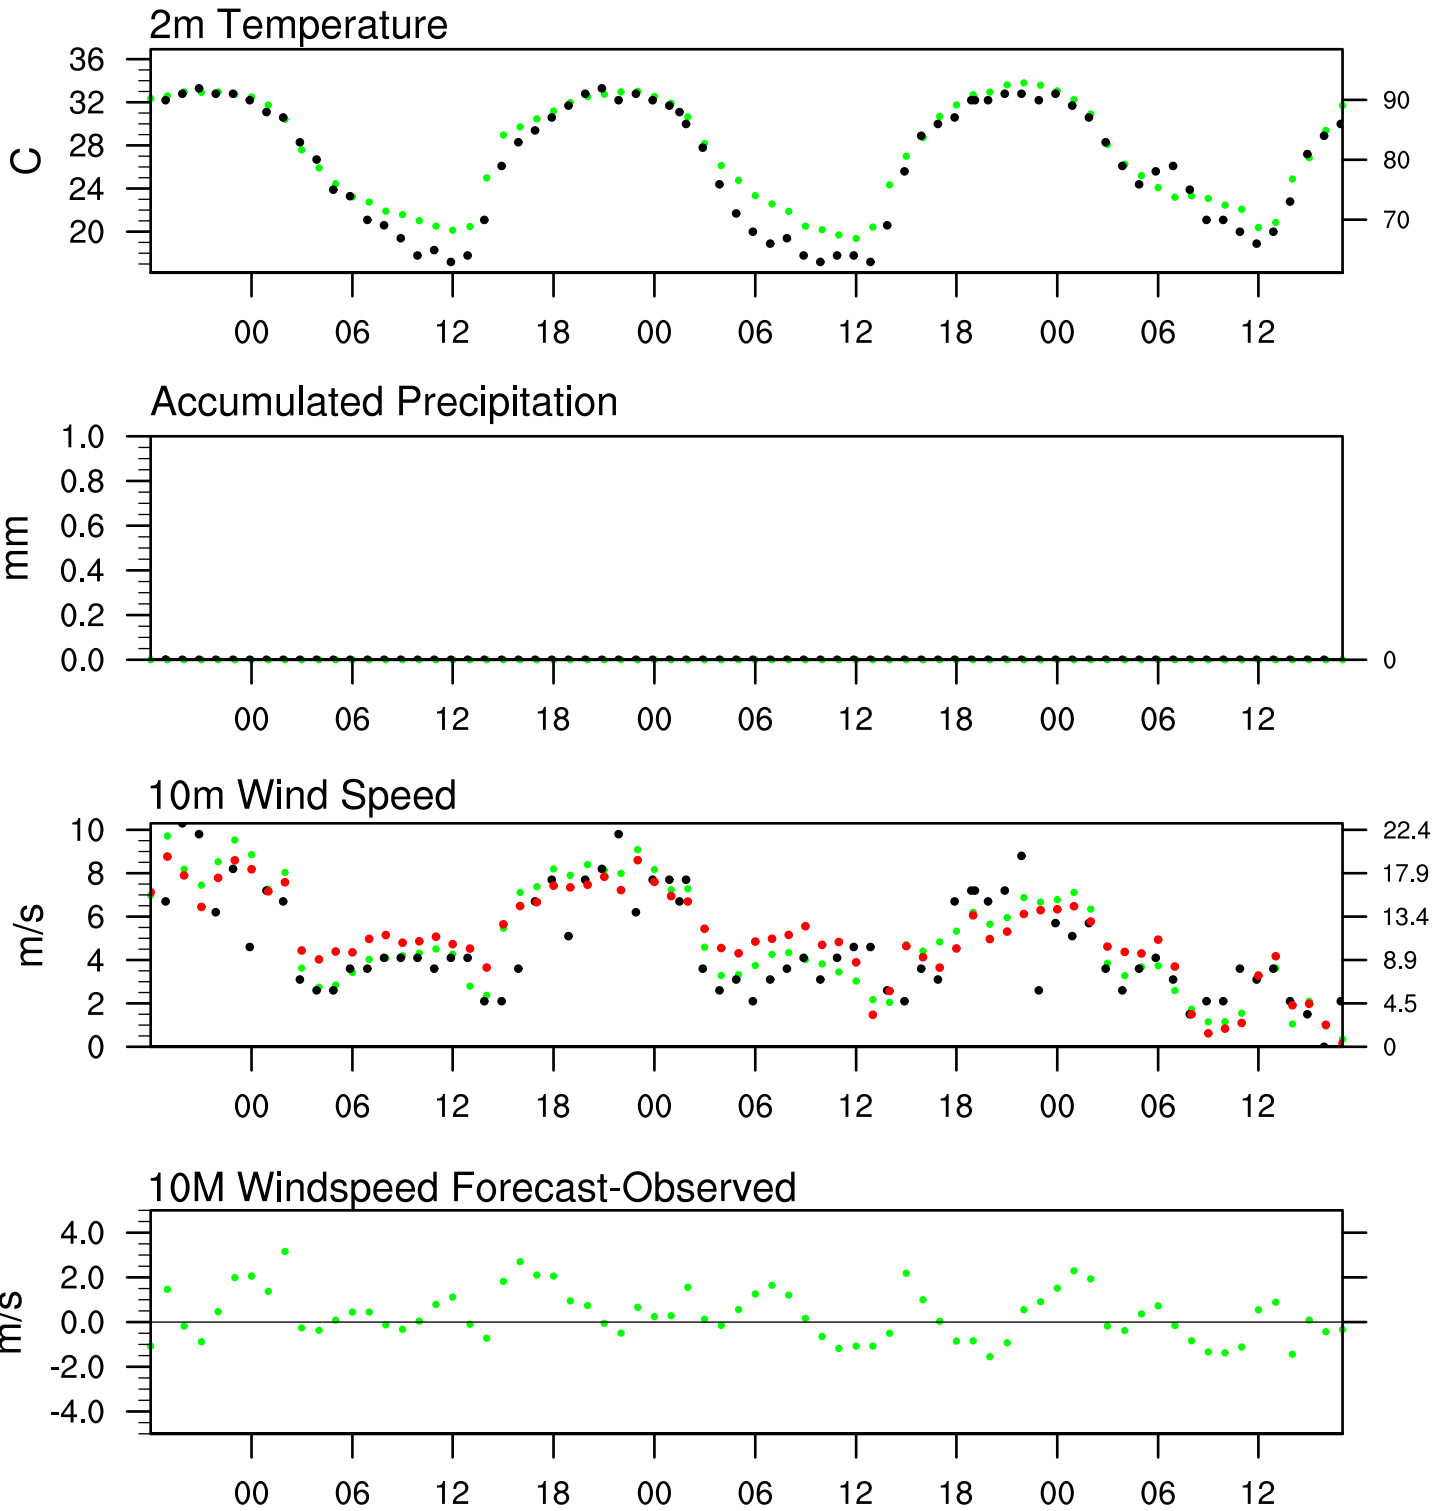 2m Temperature
36
32
28
24
20
C
90
80
70
00 06 12 18 00 06 12 18 00 06 12
Accumulated Precipitation
1.0
0.8
0.6
0.4
0.2
0.0
mm
0
00 06 12 18 00 06 12 18 00 06 12
10m Wind Speed
10
8
6
4
2
0
m/s
22.4
17.9
13.4
8.9
4.5
0
00 06 12 18 00 06 12 18 00 06 12
10M Windspeed Forecast-Observed
4.0
2.0
0.0
-2.0
-4.0
m/s
00 06 12 18 00 06 12 18 00 06 12